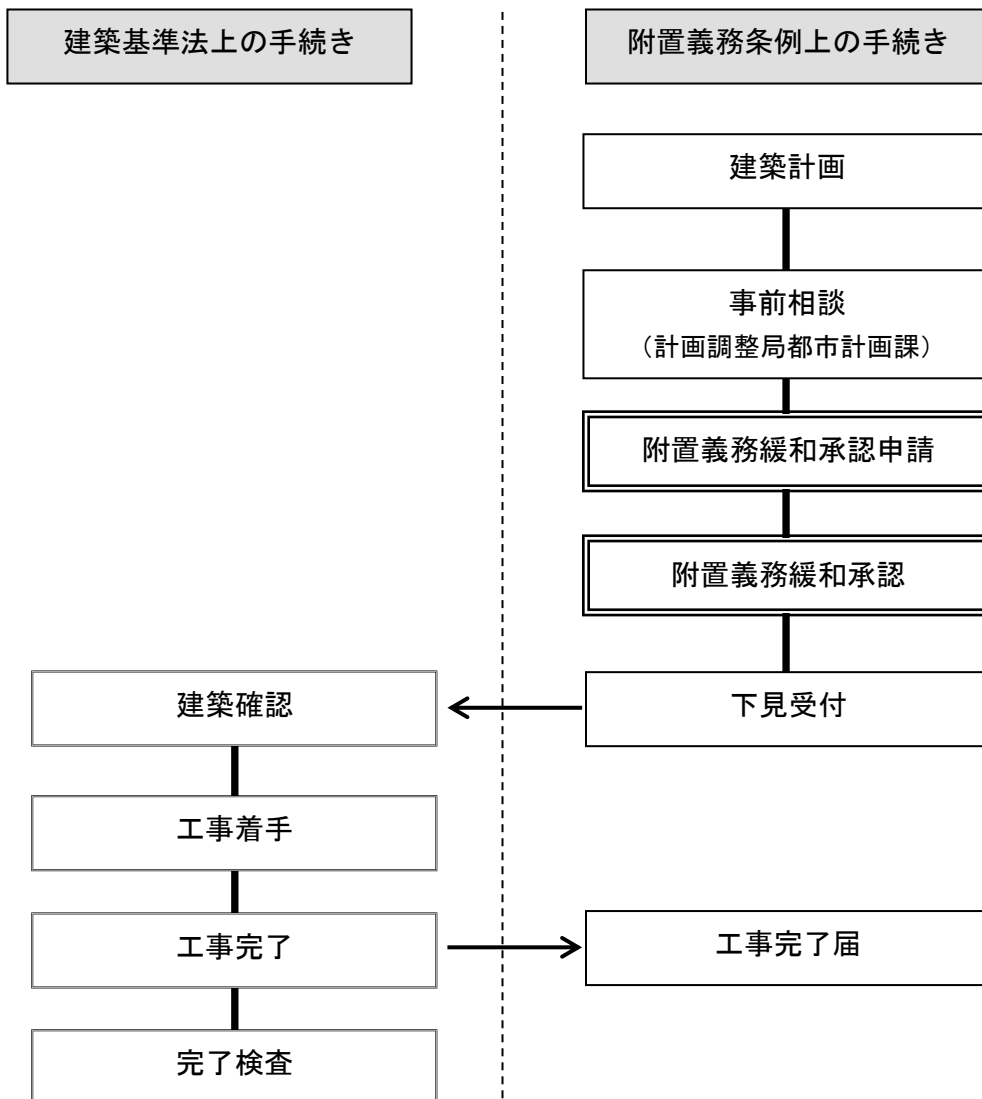 建築基準法上の手続き
附置義務条例上の手続き
建築計画
事前相談
（計画調整局都市計画課）
附置義務緩和承認申請
附置義務緩和承認
建築確認
下見受付
工事着手
工事完了
工事完了届
完了検査